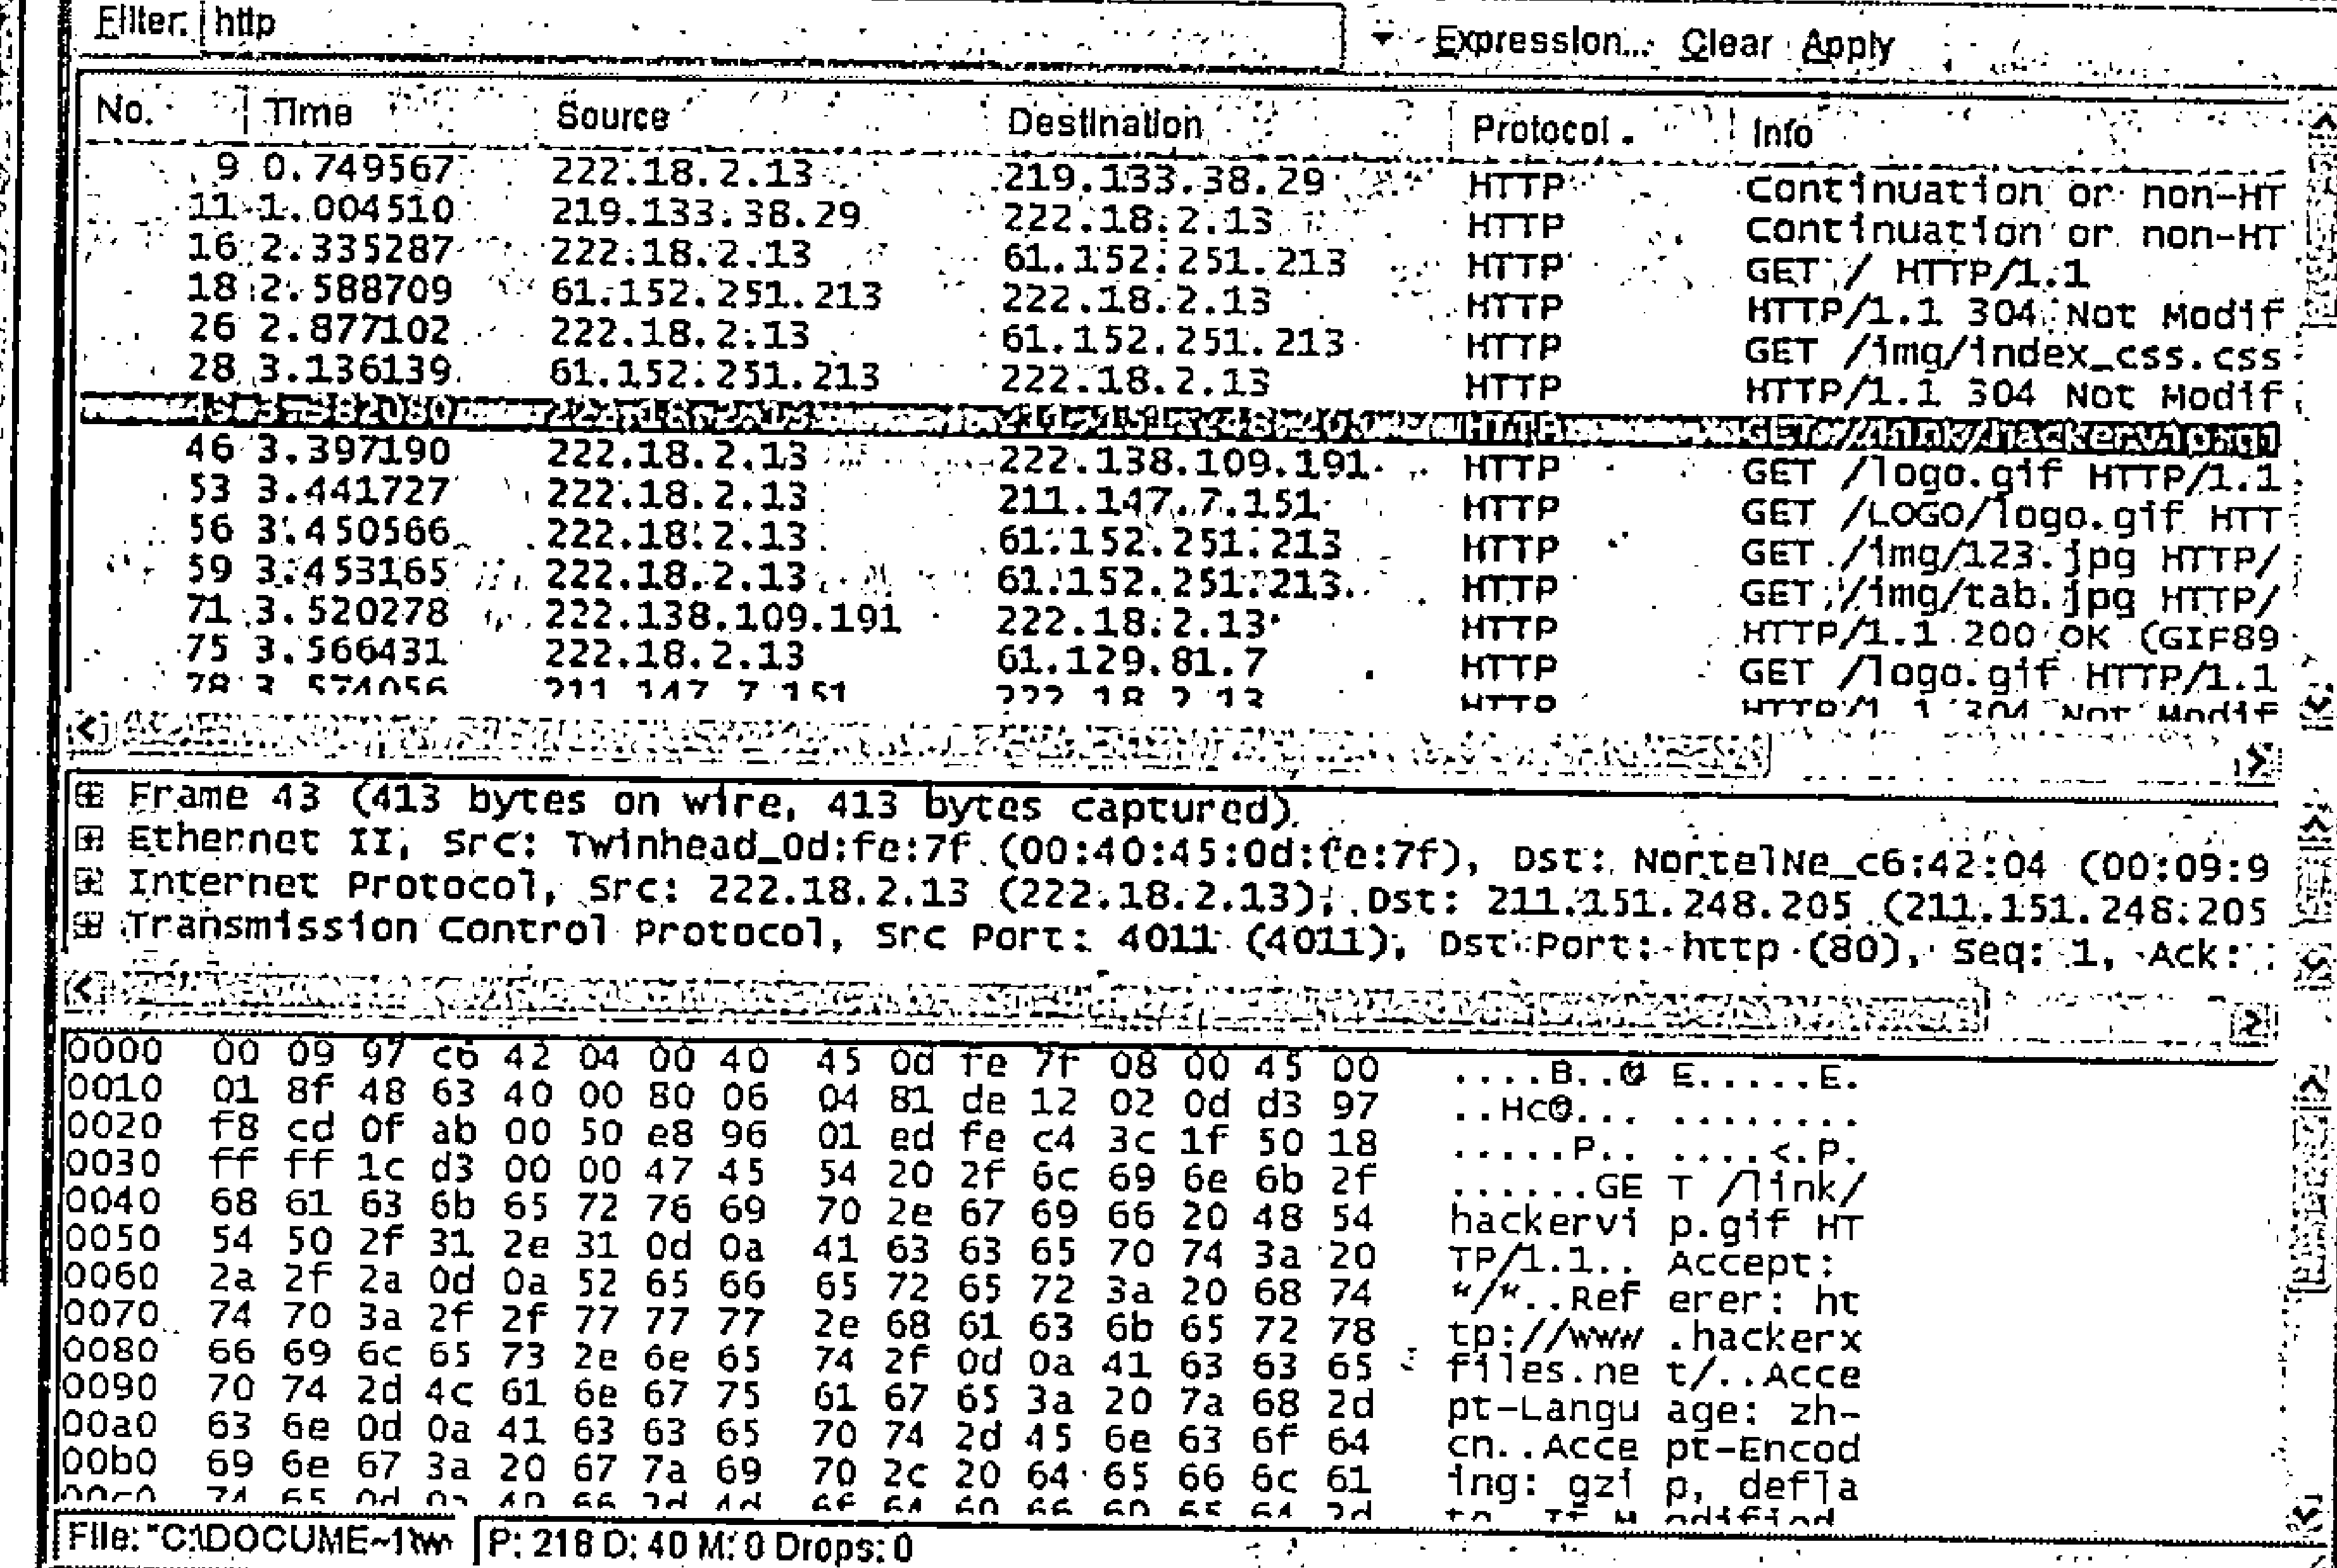 Filter: http Expression... Clear Apply
No. Time Source Destination Protocol Info
9 0.749567 222.18.2.13 219.133.38.29 HTTP Continuation or non-HT
11 1.004510 219.133.38.29 222.18.2.13 HTTP Continuation or non-HT
16 2.335287 222.18.2.13 61.152.251.213 HTTP GET / HTTP/1.1
18 2.588709 61.152.251.213 222.18.2.13 HTTP HTTP/1.1 304 Not Modif
26 2.877102 222.18.2.13 61.152.251.213 HTTP GET /img/index_css.css
28 3.136139 61.152.251.213 222.18.2.13 HTTP HTTP/1.1 304 Not Modif
HTTP GET
46 3.397190 222.18.2.13 222.138.109.191 HTTP GET /logo.gif HTTP/1.1
53 3.441727 222.18.2.13 211.147.7.151 HTTP GET /LOGO/logo.gif HTT
56 3.450566 222.18.2.13 61.152.251.213 HTTP GET /img/123.jpg HTTP/
59 3.453165 222.18.2.13 61.152.251.213 HTTP GET /img/tab.jpg HTTP/
71 3.520278 222.138.109.191 222.18.2.13 HTTP HTTP/1.1 200 OK (GIF89
75 3.566431 222.18.2.13 61.129.81.7 HTTP GET /logo.gif HTTP/1.1
78 3.574056 211.147.7.151 222.18.2.13 HTTP HTTP/1.1 304 Not Modif
Frame 43 (413 bytes on wire, 413 bytes captured)
Ethernet II, Src: Twinhead_0d:fe:7f (00:40:45:0d:fe:7f), Dst: NortelNe_c6:42:04 (00:09:9
Internet Protocol, Src: 222.18.2.13 (222.18.2.13), Dst: 211.151.248.205 (211.151.248.205
Transmission Control Protocol, Src Port: 4011 (4011), Dst Port: http (80), Seq: 1, Ack:
0000 00 09 97 c6 42 04 00 40 45 0d fe 7f 08 00 45 00 ....B..@ E.....E.
0010 01 8f 48 63 40 00 80 06 04 81 de 12 02 0d d3 97 ..Hc@... ........
0020 f8 cd 0f ab 00 50 e8 96 01 ed fe c4 3c 1f 50 18 .....P.. ....<.P.
0030 ff ff 1c d3 00 00 47 45 54 20 2f 6c 69 6e 6b 2f ......GE T /link/
0040 68 61 63 6b 65 72 76 69 70 2e 67 69 66 20 48 54 hackervi p.gif HT
0050 54 50 2f 31 2e 31 0d 0a 41 63 63 65 70 74 3a 20 TP/1.1.. Accept:
0060 2a 2f 2a 0d 0a 52 65 66 65 72 65 72 3a 20 68 74 */*..Ref erer: ht
0070 74 70 3a 2f 2f 77 77 77 2e 68 61 63 6b 65 72 78 tp://www .hackerx
0080 66 69 6c 65 73 2e 6e 65 74 2f 0d 0a 41 63 63 65 files.ne t/..Acce
0090 70 74 2d 4c 61 6e 67 75 61 67 65 3a 20 7a 68 2d pt-Langu age: zh-
00a0 63 6e 0d 0a 41 63 63 65 70 74 2d 45 6e 63 6f 64 cn..Acce pt-Encod
00b0 69 6e 67 3a 20 67 7a 69 70 2c 20 64 65 66 6c 61 ing: gzi p, defla
File: "C:\DOCUME~1\w P: 218 D: 40 M: 0 Drops: 0